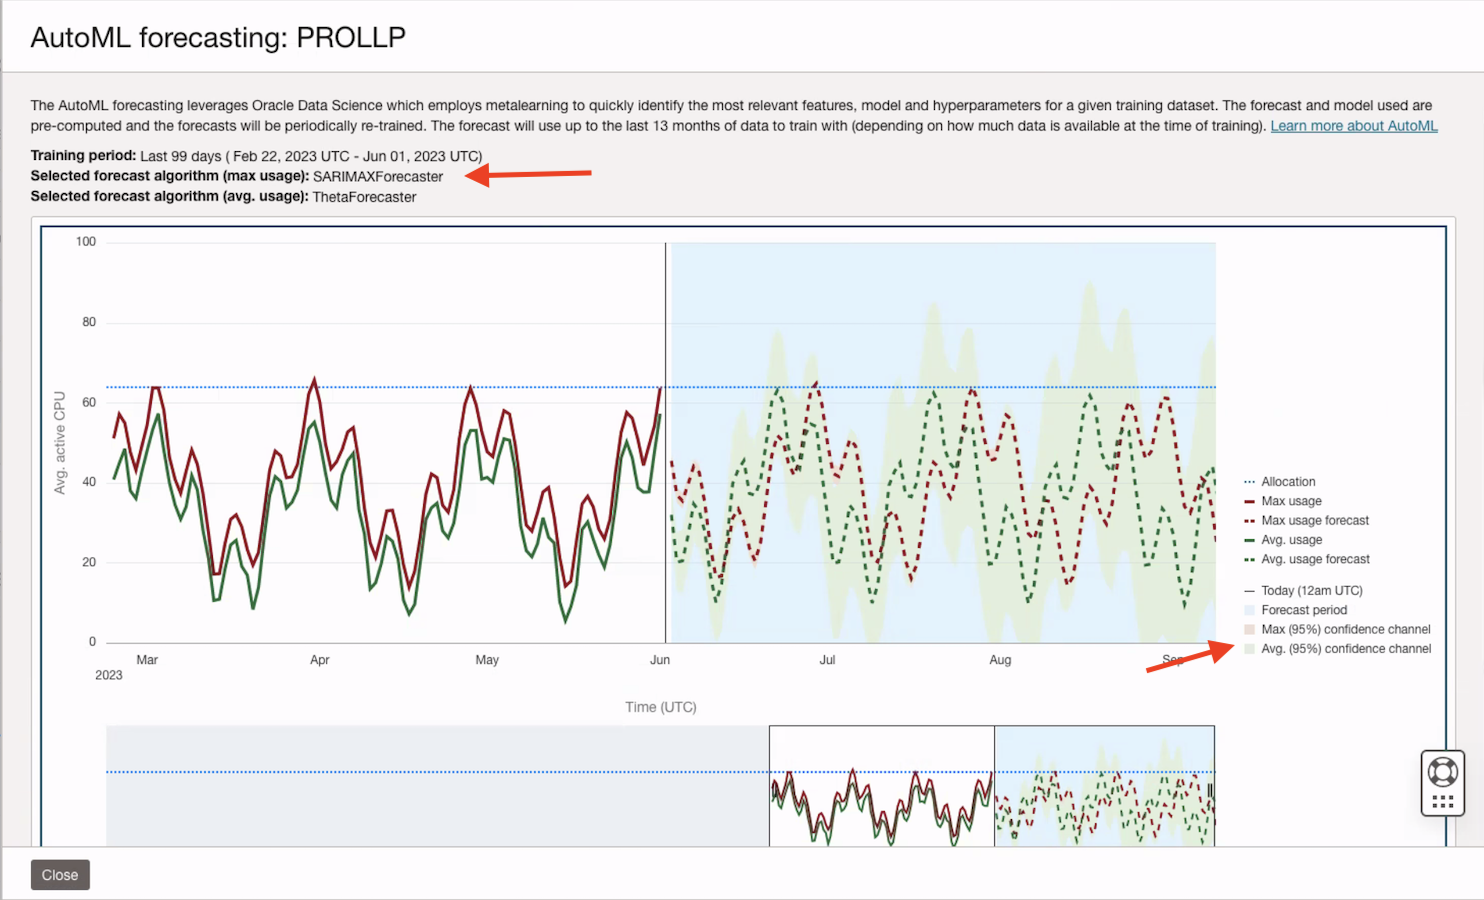 AutoML forecasting: PROLLP
The AutoML forecasting leverages Oracle Data Science which employs metalearning to quickly identify the most relevant features, model and hyperparameters for a given training dataset. The forecast and model used are
pre-computed and the forecasts will be periodically re-trained. The forecast will use up to the last 13 months of data to train with (depending on how much data is available at the time of training). Learn more about AutoML
Training period: Last 99 days ( Feb 22, 2023 UTC - Jun 01, 2023 UTC)
Selected forecast algorithm (max usage): SARIMAXForecaster
Selected forecast algorithm (avg. usage): ThetaForecaster
100
80
60
40
20
0
Avg. active CPU
Mar
Apr
May
Jun
Jul
Aug
Sep
2023
Time (UTC)
Allocation
Max usage
Max usage forecast
Avg. usage
Avg. usage forecast
Today (12am UTC)
Forecast period
Max (95%) confidence channel
Avg. (95%) confidence channel
Close